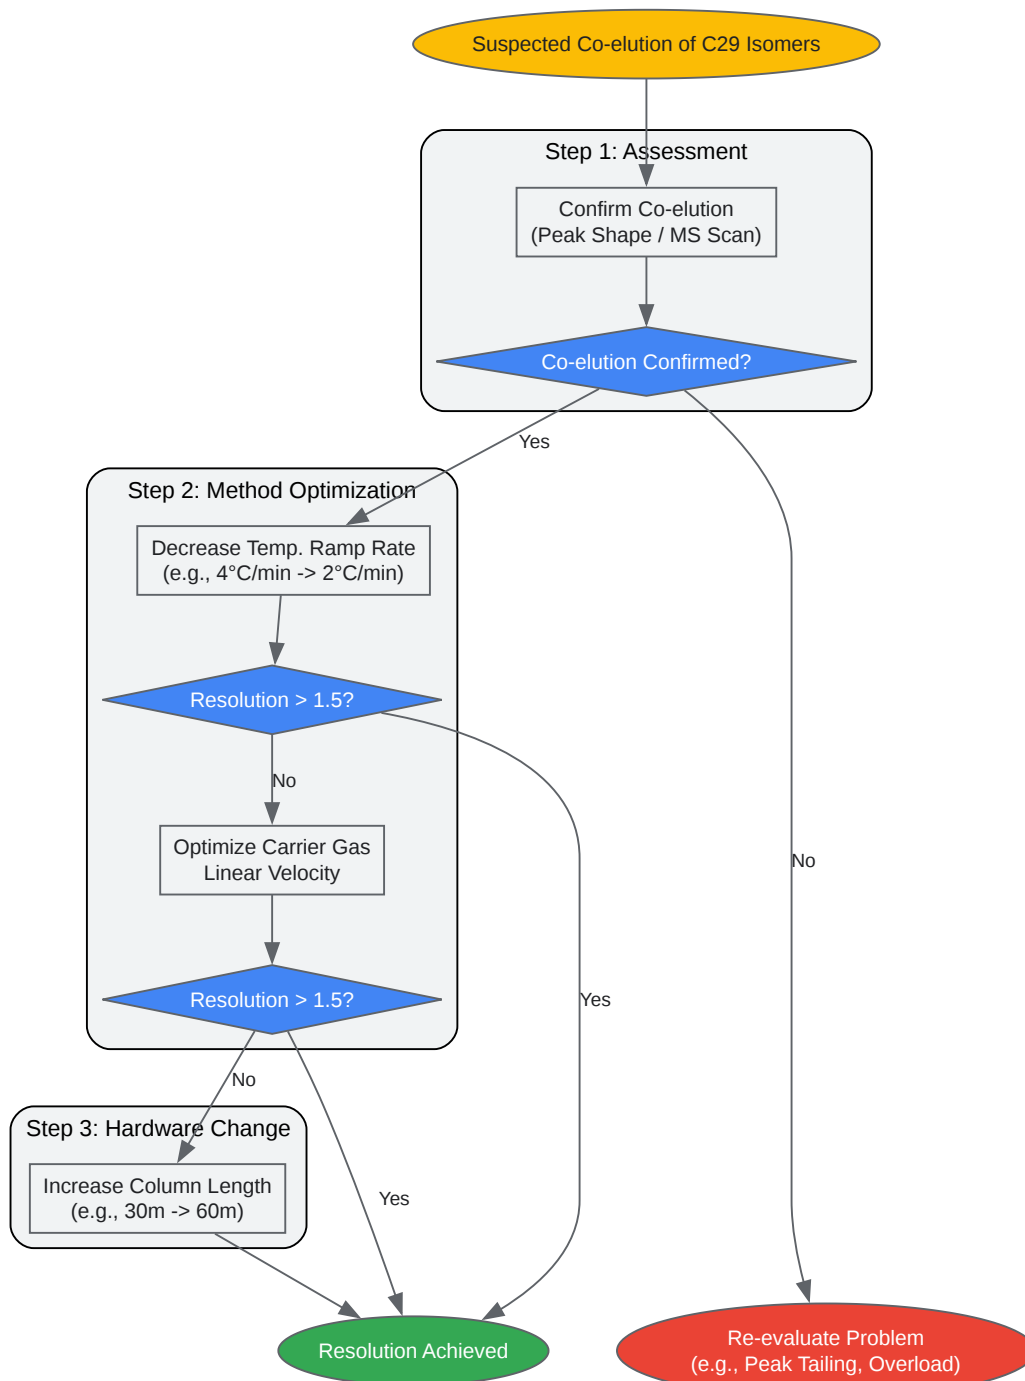 Suspected Co-elution of C29 Isomers
Step 1: Assessment
Confirm Co-elution
(Peak Shape / MS Scan)
Co-elution Confirmed?
Yes
Step 2: Method Optimization
Decrease Temp. Ramp Rate
(e.g., 4°C/min -> 2°C/min)
Resolution > 1.5?
No
Optimize Carrier Gas
Linear Velocity
No
Resolution > 1.5?
Yes
No
Step 3: Hardware Change
Increase Column Length
(e.g., 30m -> 60m)
Yes
Resolution Achieved
Re-evaluate Problem
(e.g., Peak Tailing, Overload)